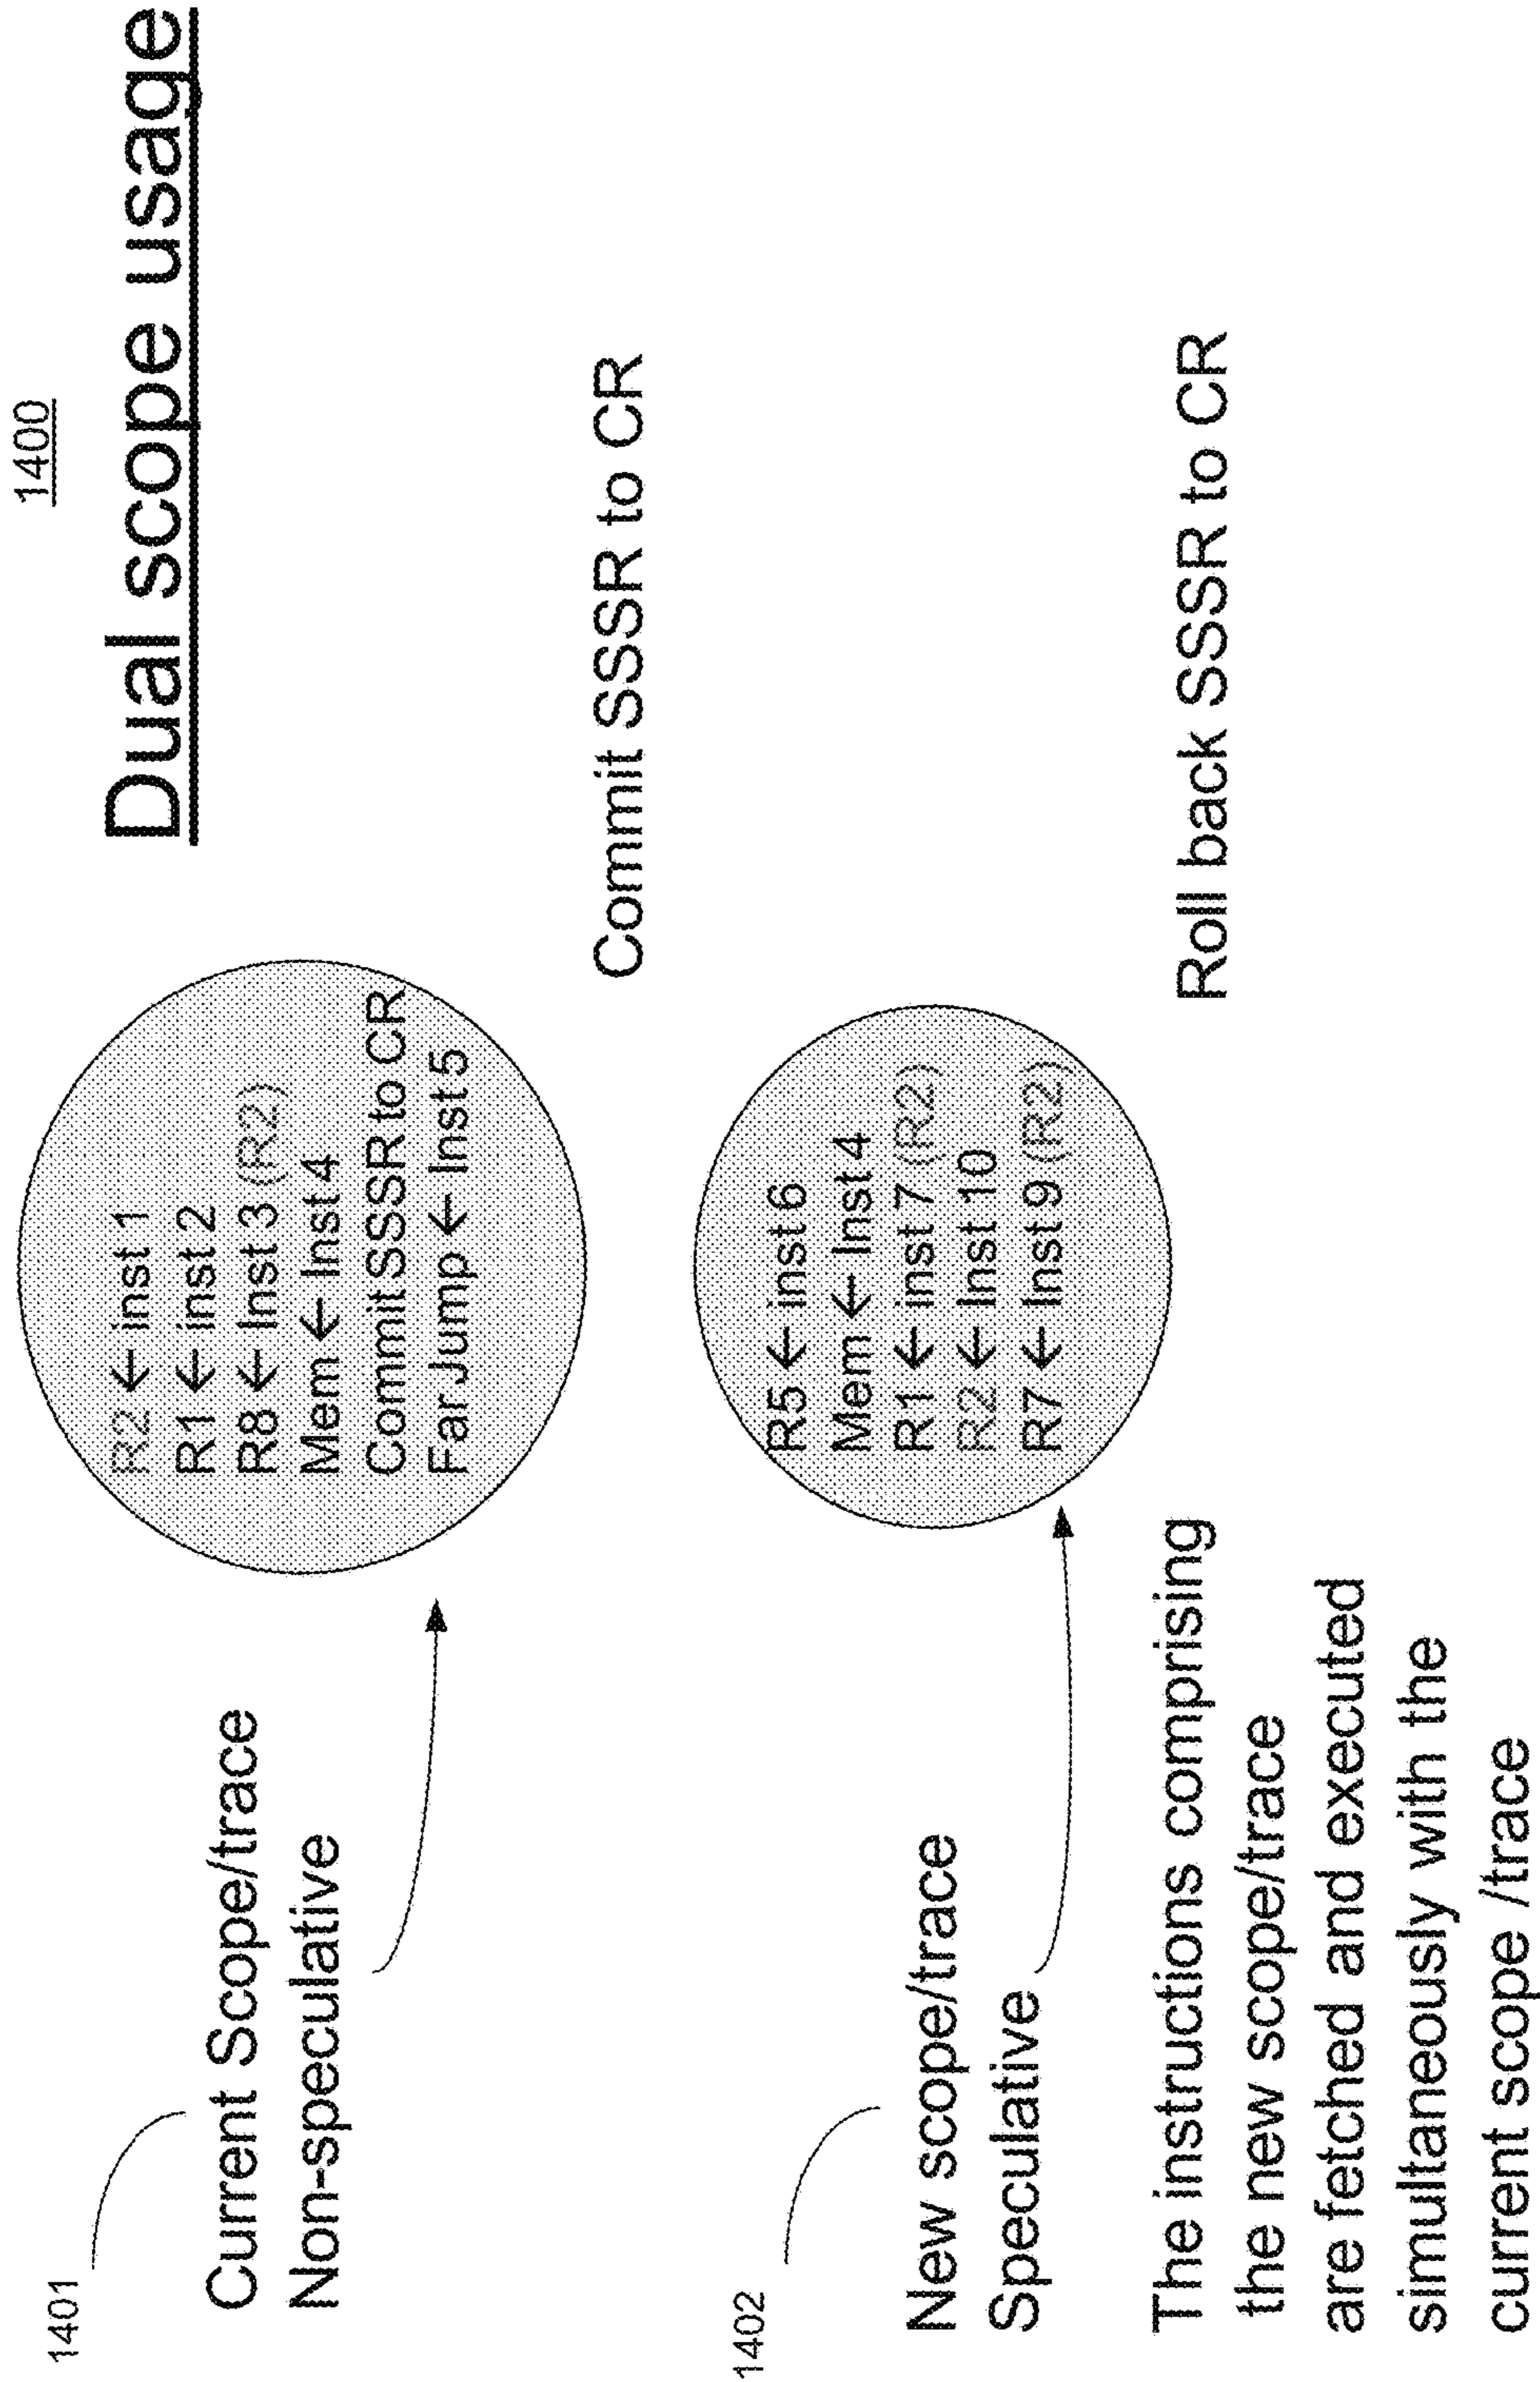 1400
Dual scope usage
1401
Current Scope/trace
Non-speculative
R2 ← inst 1
R1 ← inst 2
R8 ← Inst 3 (R2)
Mem ← Inst 4
Commit SSSR to CR
Far Jump ← Inst 5
Commit SSSR to CR
1402
New scope/trace
Speculative
R5 ← inst 6
Mem ← Inst 4
R1 ← inst 7 (R2)
R2 ← Inst 10
R7 ← Inst 9 (R2)
Roll back SSSR to CR
The instructions comprising
the new scope/trace
are fetched and executed
simultaneously with the
current scope /trace